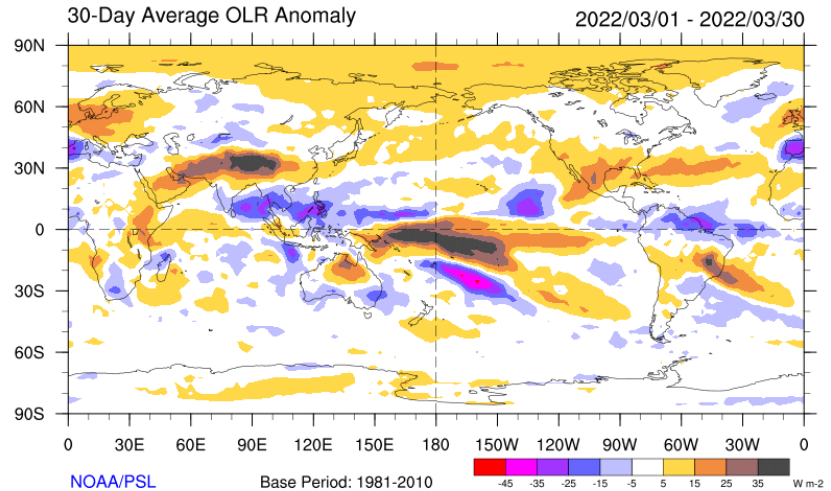 30-Day Average OLR Anomaly
2022/03/01 - 2022/03/30
90N
60N
30N
0
30S
60S
90S
0 30E 60E 90E 120E 150E 180 150W 120W 90W 60W 30W 0
NOAA/PSL
Base Period: 1981-2010
-45 -35 -25 -15 -5 5 15 25 35 W m-2